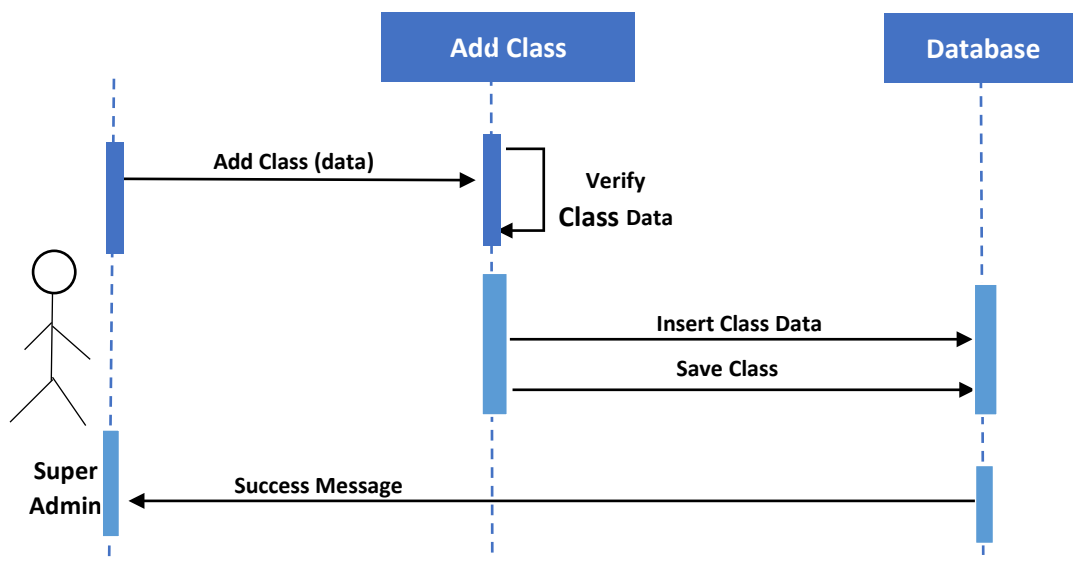 Add Class
Database
Add Class (data)
Verify
Class Data
Insert Class Data
Save Class
Super
Admin
Success Message